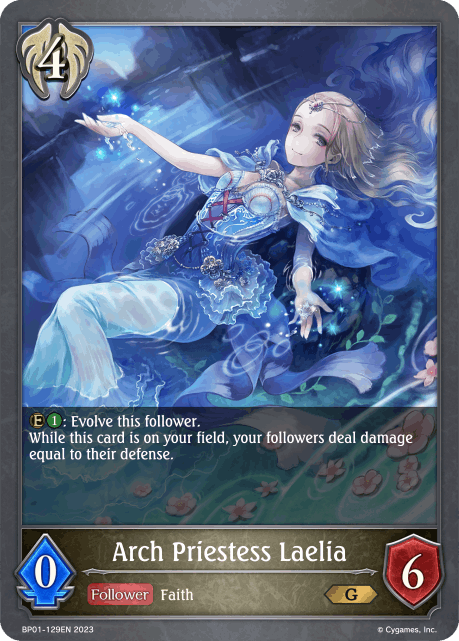 4
E 1: Evolve this follower.
While this card is on your field, your followers deal damage
equal to their defense.
Arch Priestess Laelia
0
Follower Faith
G
6
BP01-129EN 2023
© Cygames, Inc.